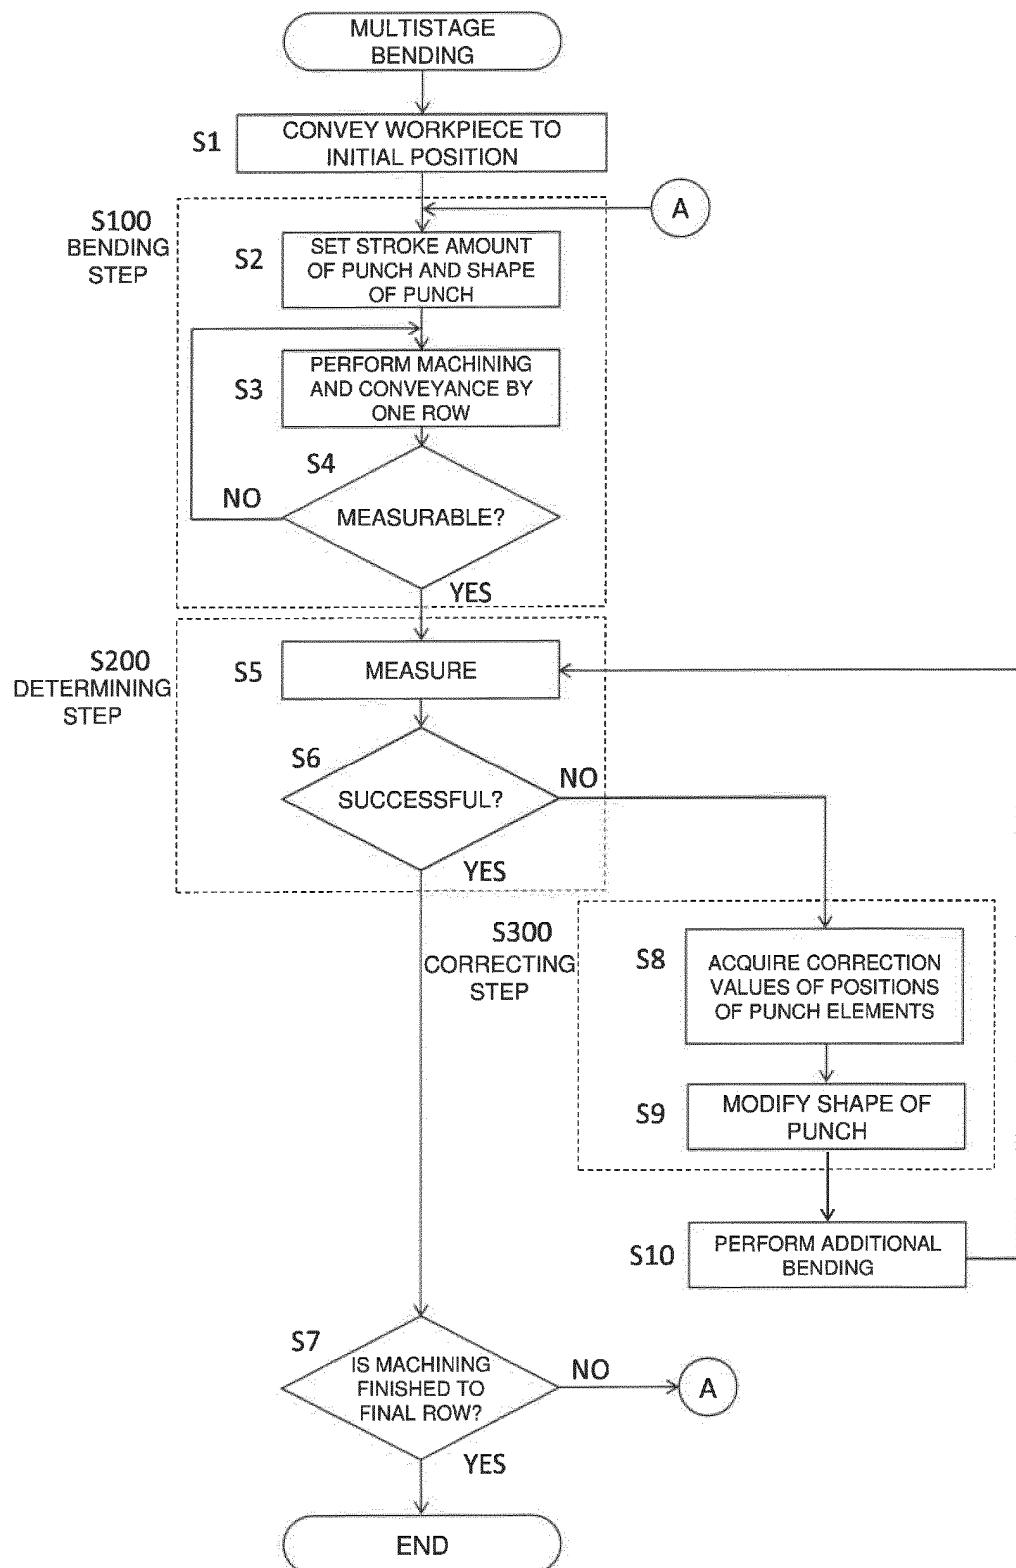 MULTISTAGE
BENDING
S1
CONVEY WORKPIECE TO
INITIAL POSITION
A
S100
BENDING
STEP
S2
SET STROKE AMOUNT
OF PUNCH AND SHAPE
OF PUNCH
S3
PERFORM MACHINING
AND CONVEYANCE BY
ONE ROW
S4
NO
MEASURABLE?
YES
S200
DETERMINING
STEP
S5
MEASURE
S6
SUCCESSFUL?
NO
YES
S300
CORRECTING
STEP
S8
ACQUIRE CORRECTION
VALUES OF POSITIONS
OF PUNCH ELEMENTS
S9
MODIFY SHAPE OF
PUNCH
S10
PERFORM ADDITIONAL
BENDING
S7
IS MACHINING
FINISHED TO
FINAL ROW?
NO
A
YES
END